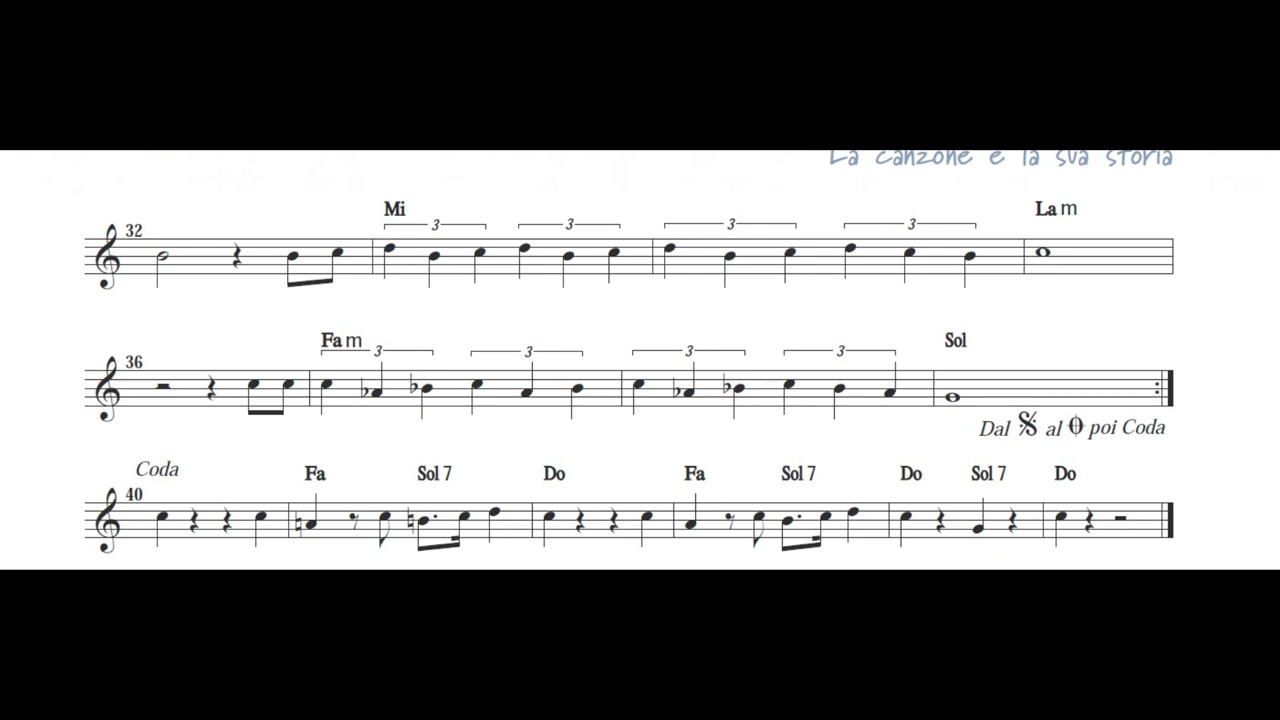 La canzone e la sua storia
Mi La m
32 3 3 3 3
Fa m Sol
36 3 3 3 3
Dal al poi Coda
Coda Fa Sol 7 Do Fa Sol 7 Do Sol 7 Do
40